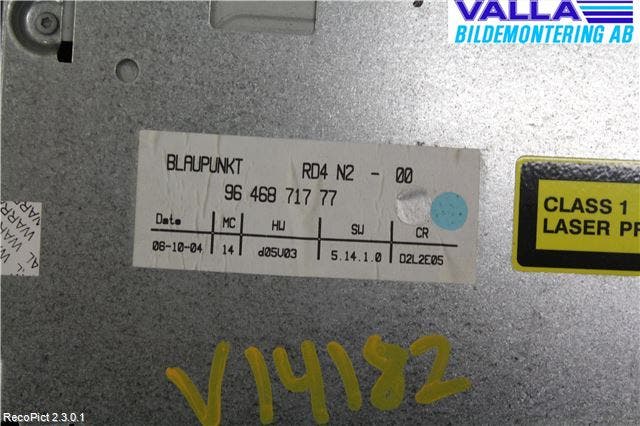 VALLA
BILDEMONTERING AB
BLAUPUNKT RD4 N2 - 00
96 468 717 77
Date MC HW SW CR
06-10-04 14 d05V03 5.14.1.0 D2L2E05
CLASS 1
LASER PR
V14182
RecoPict 2.3.0.1